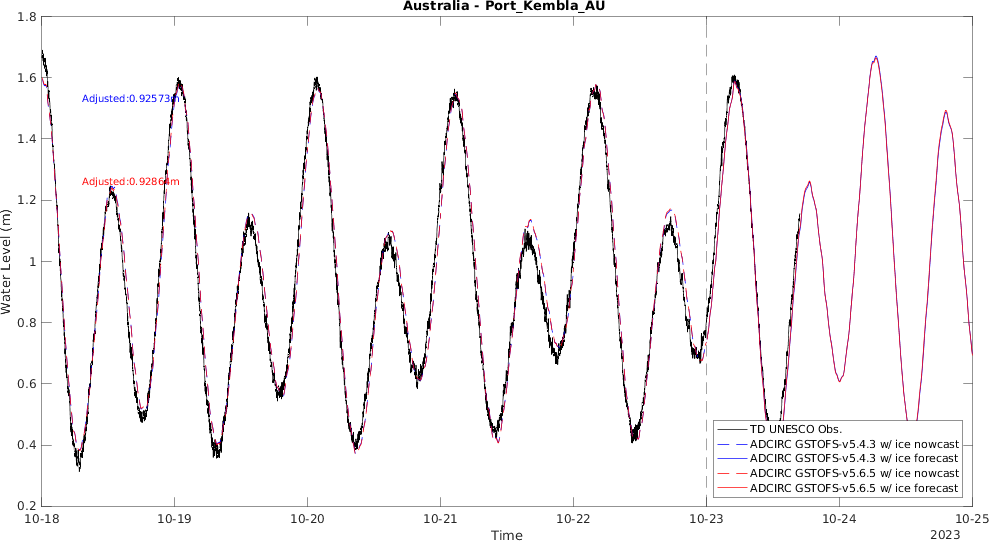 Australia - Port_Kembla_AU
1.8
1.6
1.4
1.2
1
0.8
0.6
0.4
0.2
Water Level (m)
Adjusted:0.92573m
Adjusted:0.92864m
TD UNESCO Obs.
ADCIRC GSTOFS-v5.4.3 w/ ice nowcast
ADCIRC GSTOFS-v5.4.3 w/ ice forecast
ADCIRC GSTOFS-v5.6.5 w/ ice nowcast
ADCIRC GSTOFS-v5.6.5 w/ ice forecast
10-18 10-19 10-20 10-21 10-22 10-23 10-24 10-25
Time
2023